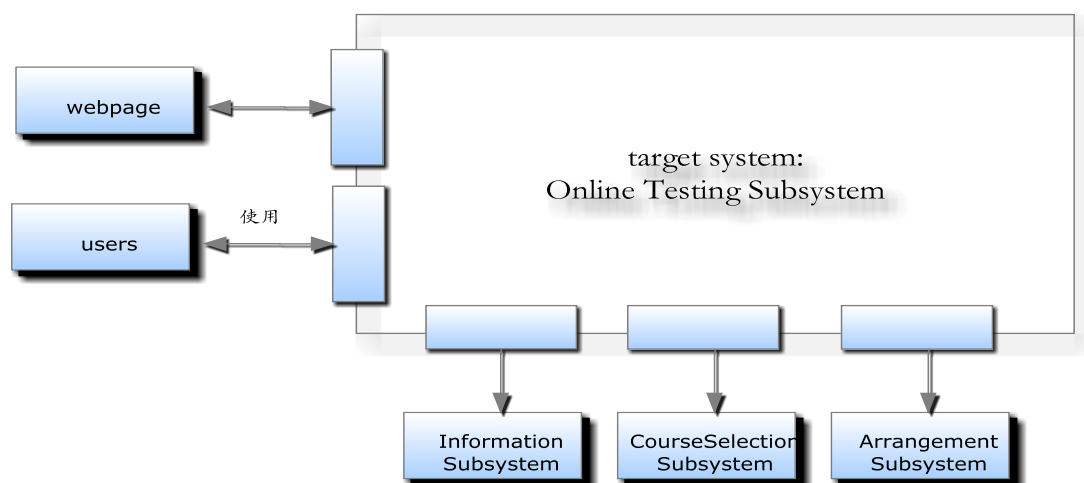 webpage
target system:
Online Testing Subsystem
使用
users
Information
Subsystem
CourseSelection
Subsystem
Arrangement
Subsystem